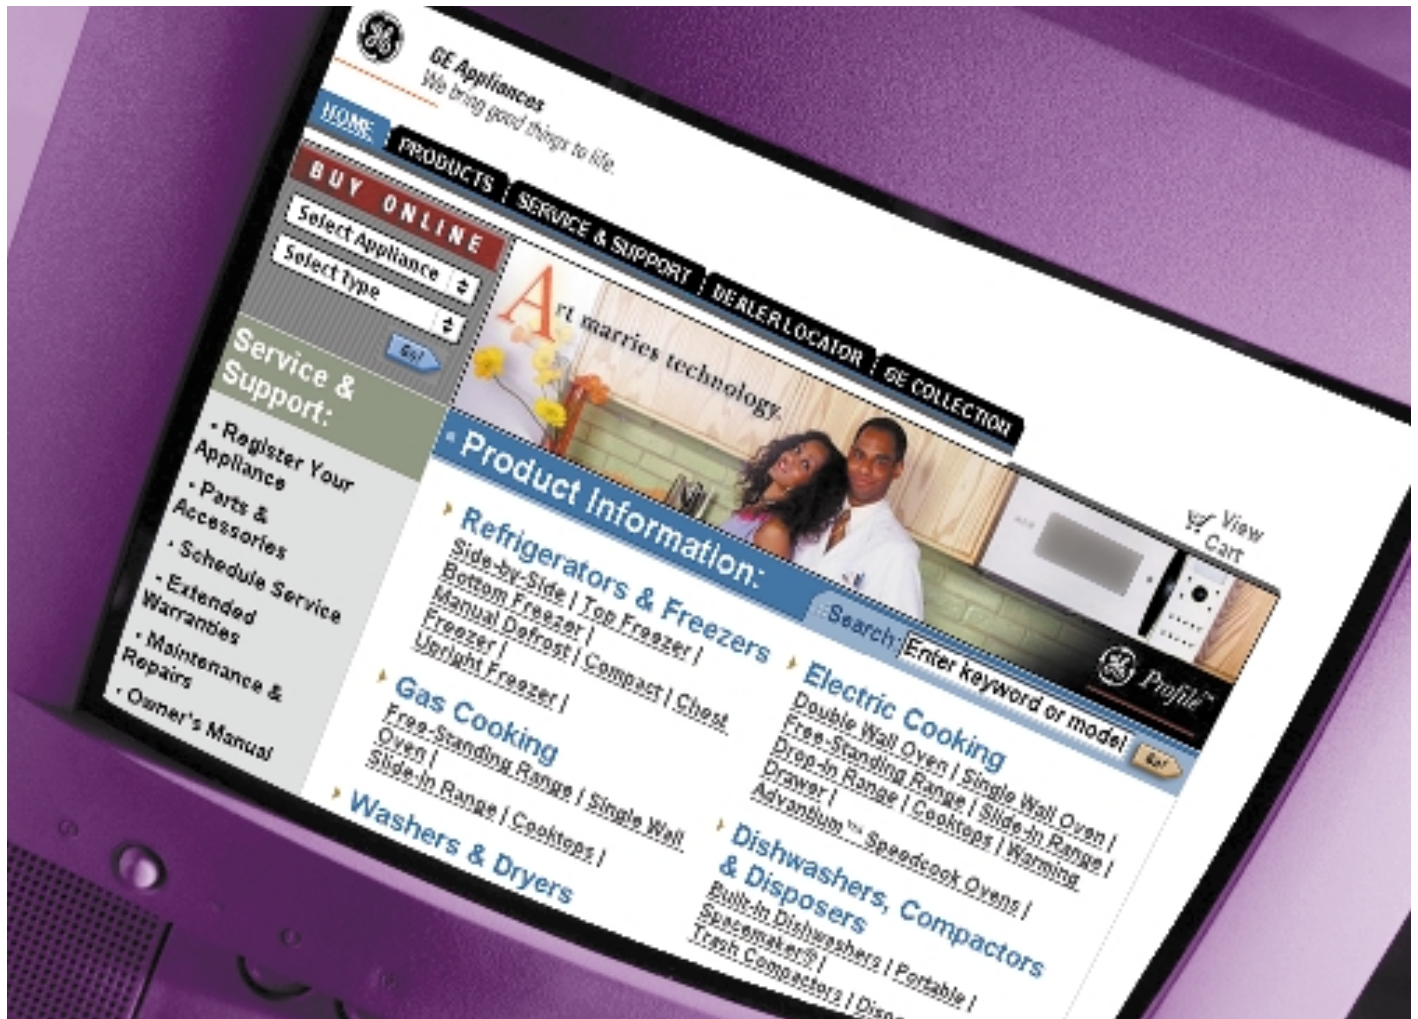 GE Appliances
We bring good things to life.
HOME
PRODUCTS
SERVICE & SUPPORT
DEALER LOCATOR
GE COLLECTION
BUY ONLINE
Select Appliance
Select Type
Go!
Art marries technology.
View
Cart
Service &
Support:
• Register Your
Appliance
• Parts &
Accessories
• Schedule Service
• Extended
Warranties
• Maintenance &
Repairs
• Owner's Manual
Product Information:
Search:
Enter keyword or model
Go!
GE Profile™
Refrigerators & Freezers
Side-by-Side | Top Freezer |
Bottom Freezer |
Manual Defrost | Compact | Chest
Freezer |
Upright Freezer |
Gas Cooking
Free-Standing Range | Single Wall
Oven |
Slide-In Range | Cooktops |
Washers & Dryers
Electric Cooking
Double Wall Oven | Single Wall Oven |
Free-Standing Range | Slide-In Range |
Drop-In Range | Cooktops | Warming
Drawer |
Advantium™ Speedcook Ovens |
Dishwashers, Compactors
& Disposers
Built-In Dishwashers | Portable |
Spacemaker® |
Trash Compactors |